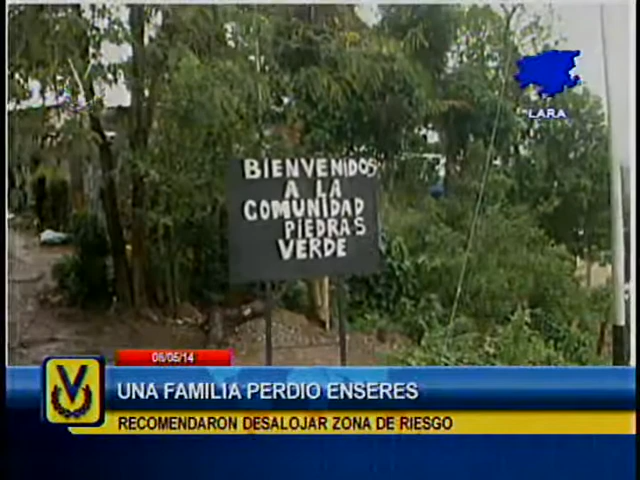 LARA
BIENVENIDOS
A LA
COMUNIDAD
PIEDRAS
VERDE
06/05/14
V
UNA FAMILIA PERDIO ENSERES
RECOMENDARON DESALOJAR ZONA DE RIESGO